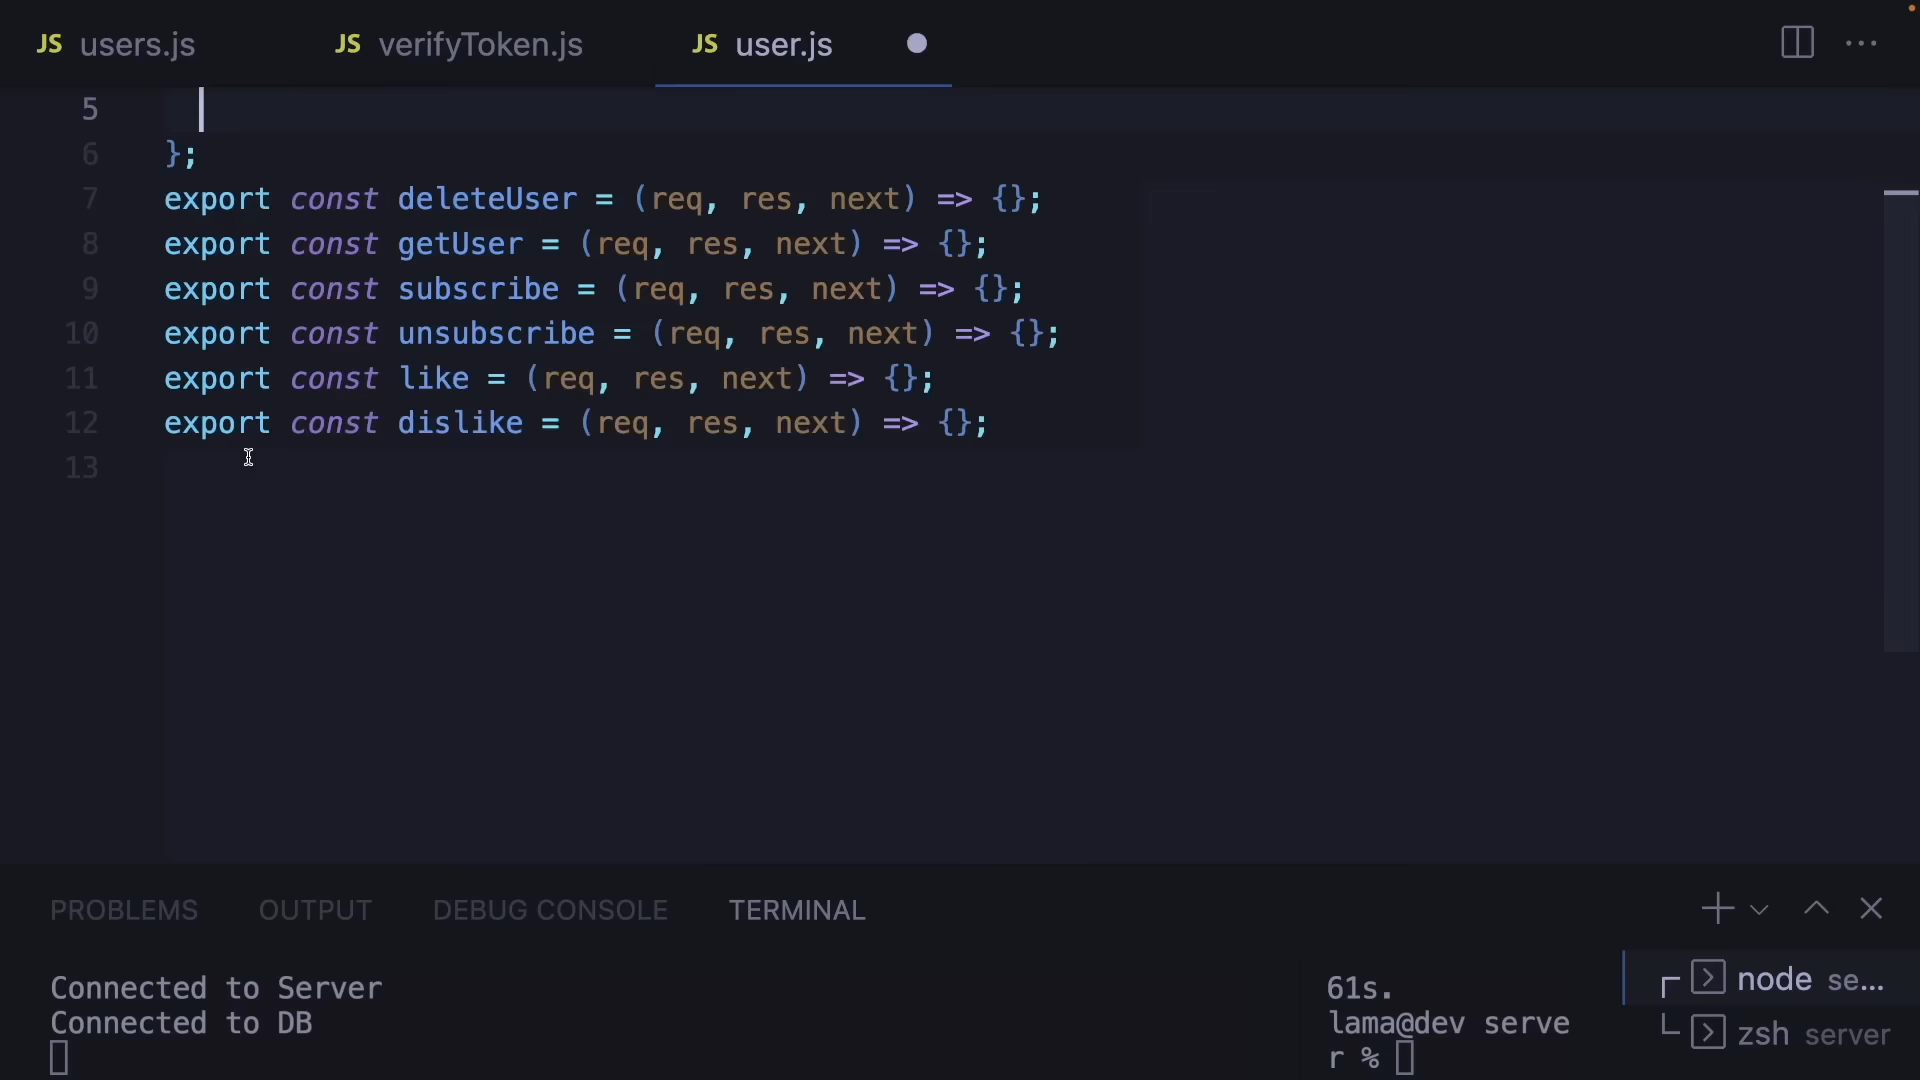 JS users.js
JS verifyToken.js
JS user.js
5
6 };
7 export const deleteUser = (req, res, next) => {};
8 export const getUser = (req, res, next) => {};
9 export const subscribe = (req, res, next) => {};
10 export const unsubscribe = (req, res, next) => {};
11 export const like = (req, res, next) => {};
12 export const dislike = (req, res, next) => {};
13
PROBLEMS OUTPUT DEBUG CONSOLE TERMINAL
Connected to Server
Connected to DB
61s.
lama@dev serve
r %
node se...
zsh server